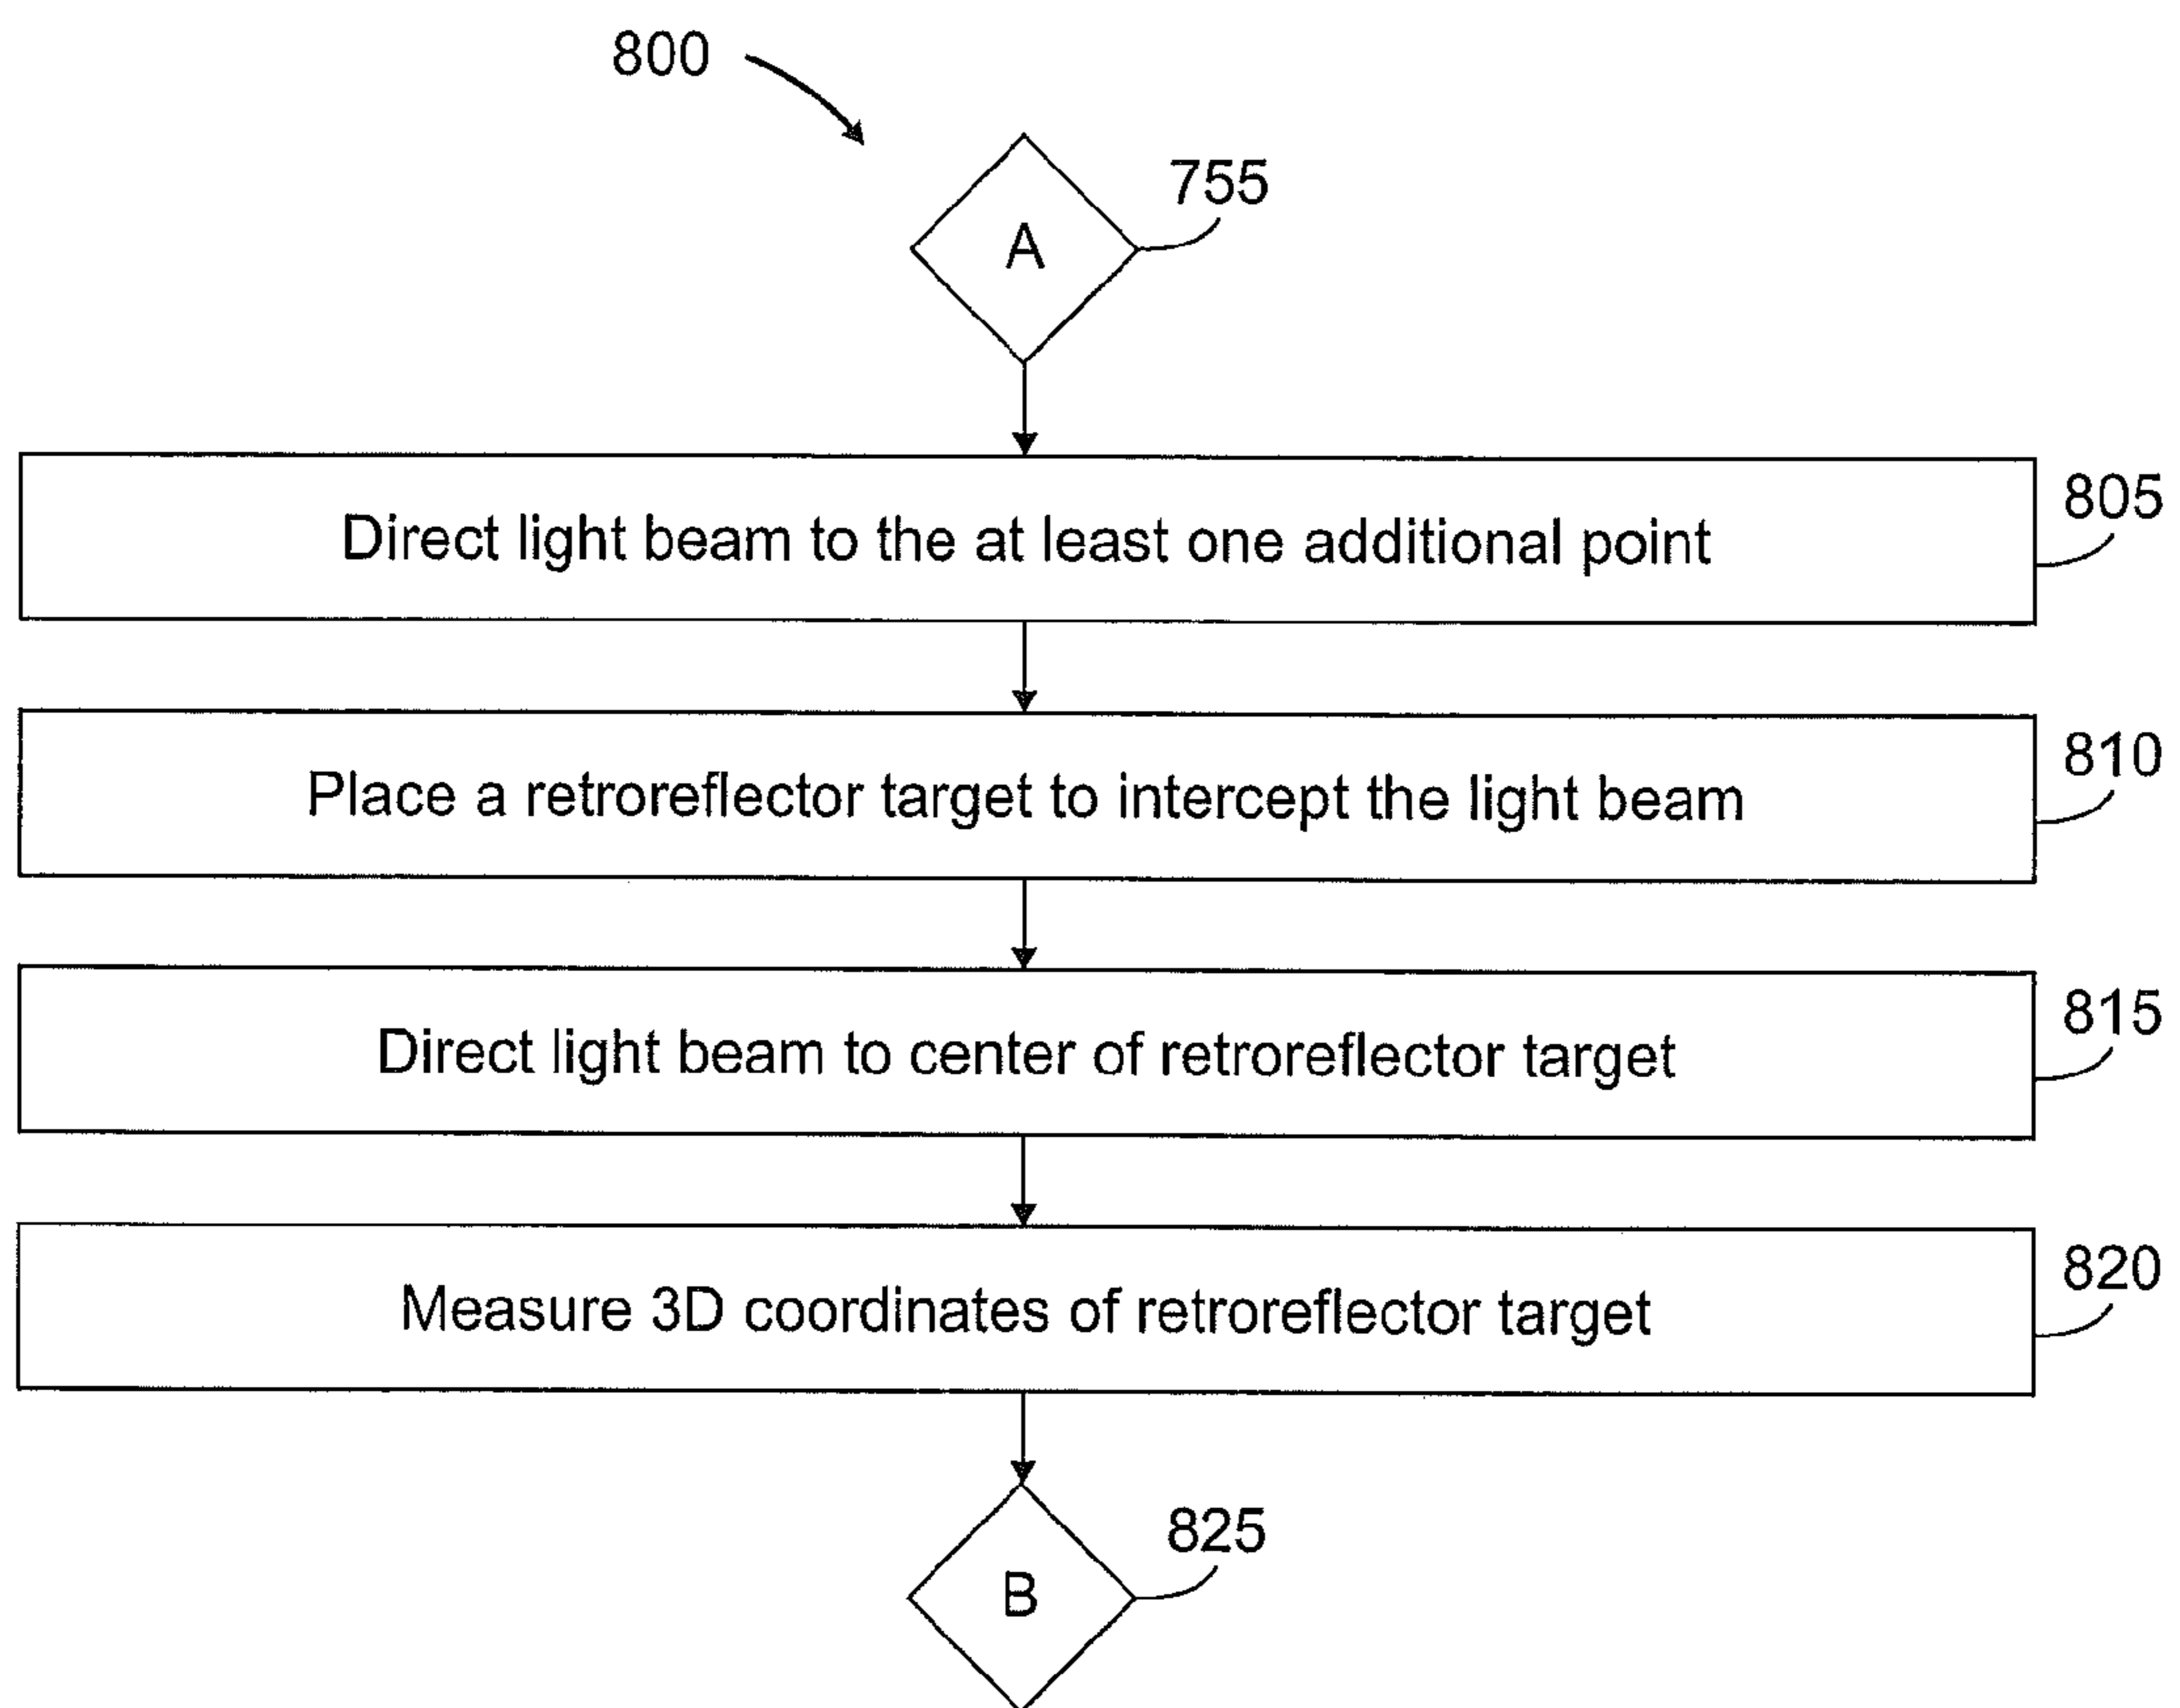 800
755
A
805
Direct light beam to the at least one additional point
810
Place a retroreflector target to intercept the light beam
815
Direct light beam to center of retroreflector target
820
Measure 3D coordinates of retroreflector target
825
B